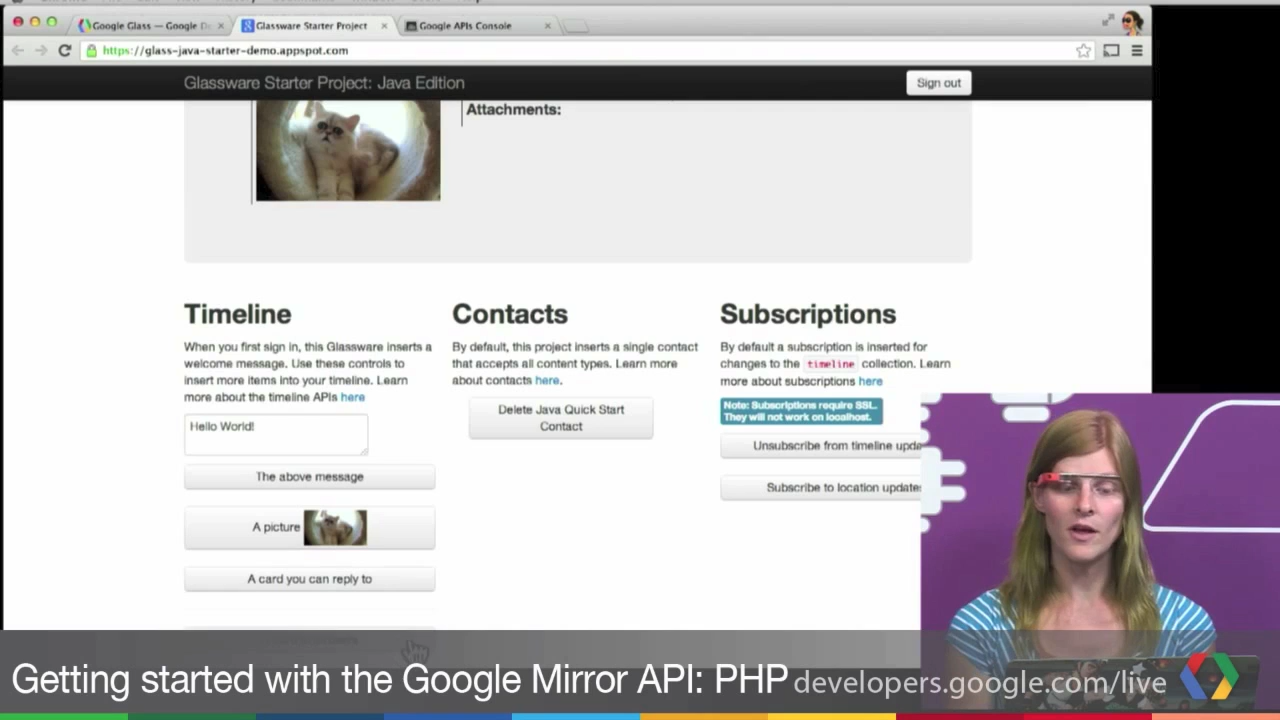 Google Glass — Google De
Glassware Starter Project
Google APIs Console
https://glass-java-starter-demo.appspot.com
Glassware Starter Project: Java Edition
Sign out
Attachments:
Timeline
When you first sign in, this Glassware inserts a
welcome message. Use these controls to
insert more items into your timeline. Learn
more about the timeline APIs here
Hello World!
The above message
A picture
A card you can reply to
Contacts
By default, this project inserts a single contact
that accepts all content types. Learn more
about contacts here.
Delete Java Quick Start
Contact
Subscriptions
By default a subscription is inserted for
changes to the timeline collection. Learn
more about subscriptions here
Note: Subscriptions require SSL.
They will not work on localhost.
Unsubscribe from timeline upda
Subscribe to location updates
Getting started with the Google Mirror API: PHP
developers.google.com/live